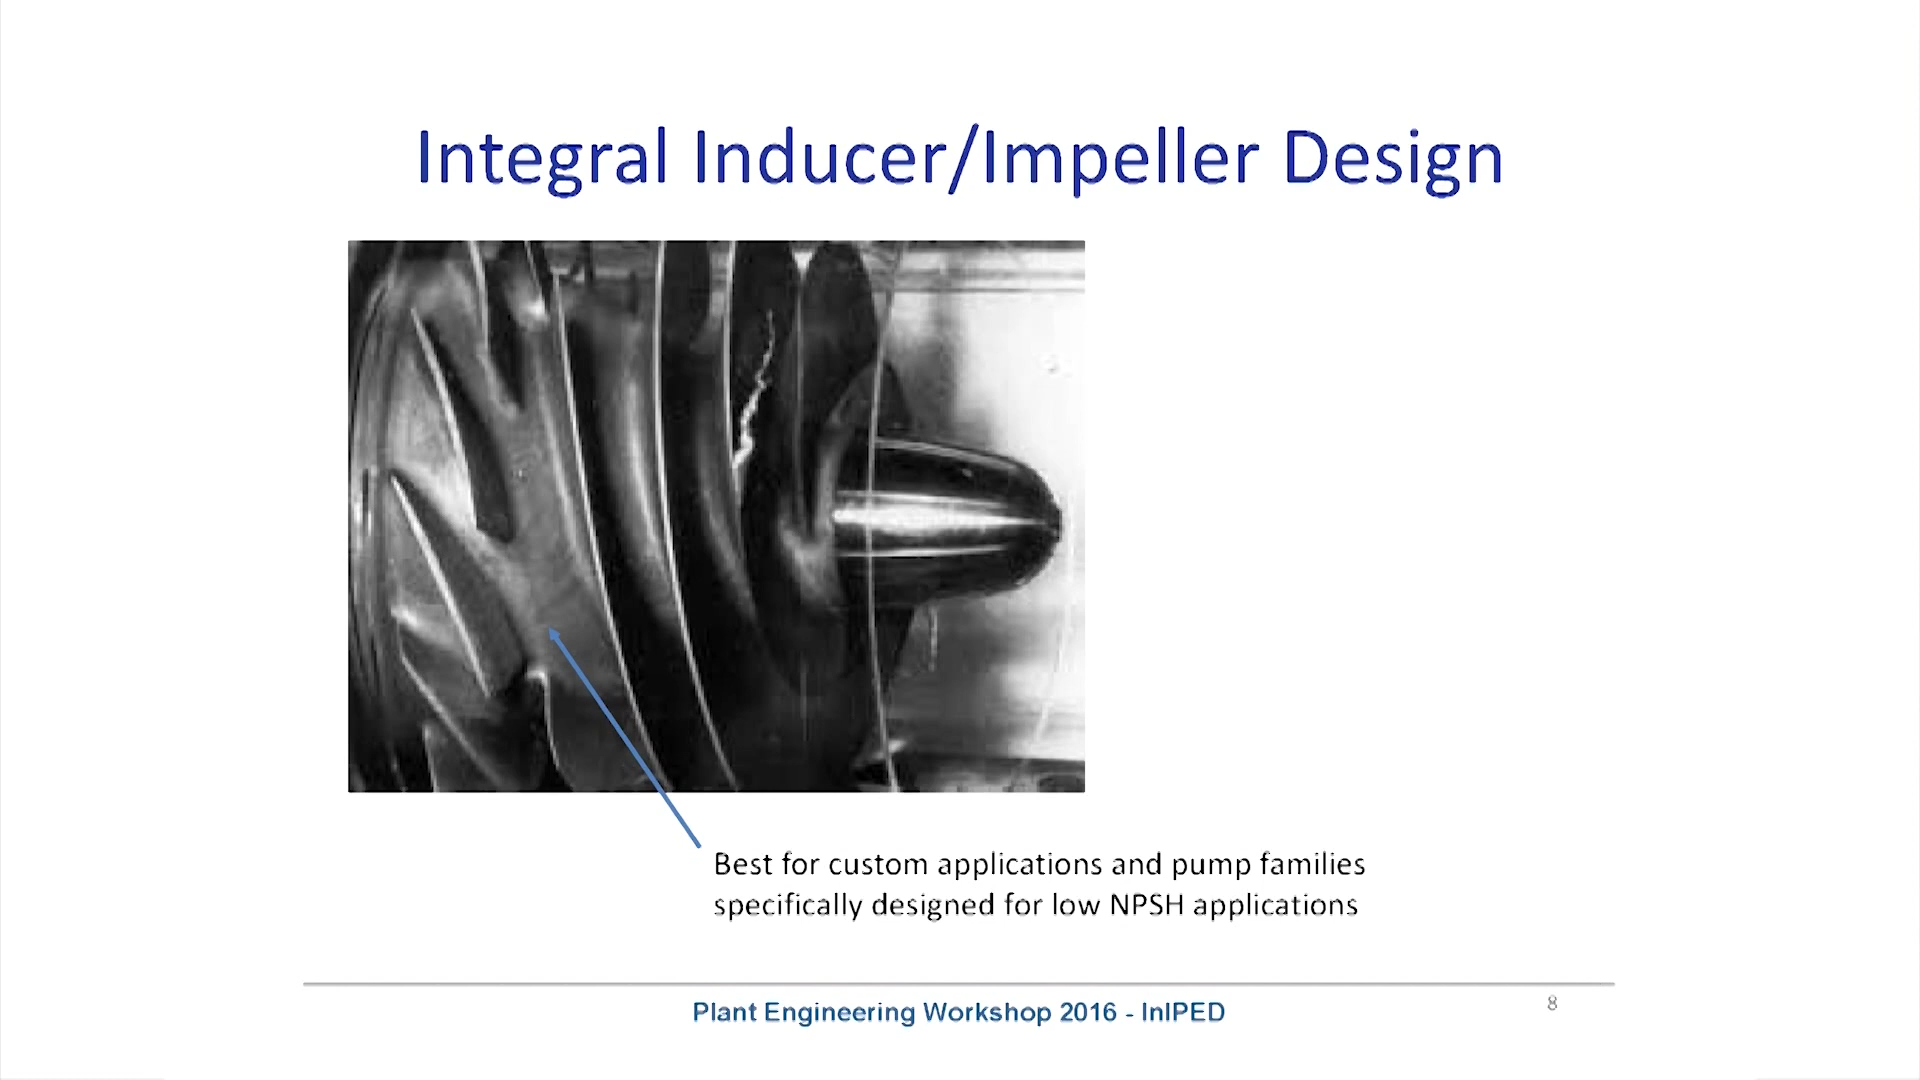 Integral Inducer/Impeller Design
Best for custom applications and pump families
specifically designed for low NPSH applications
Plant Engineering Workshop 2016 - InIPED
8